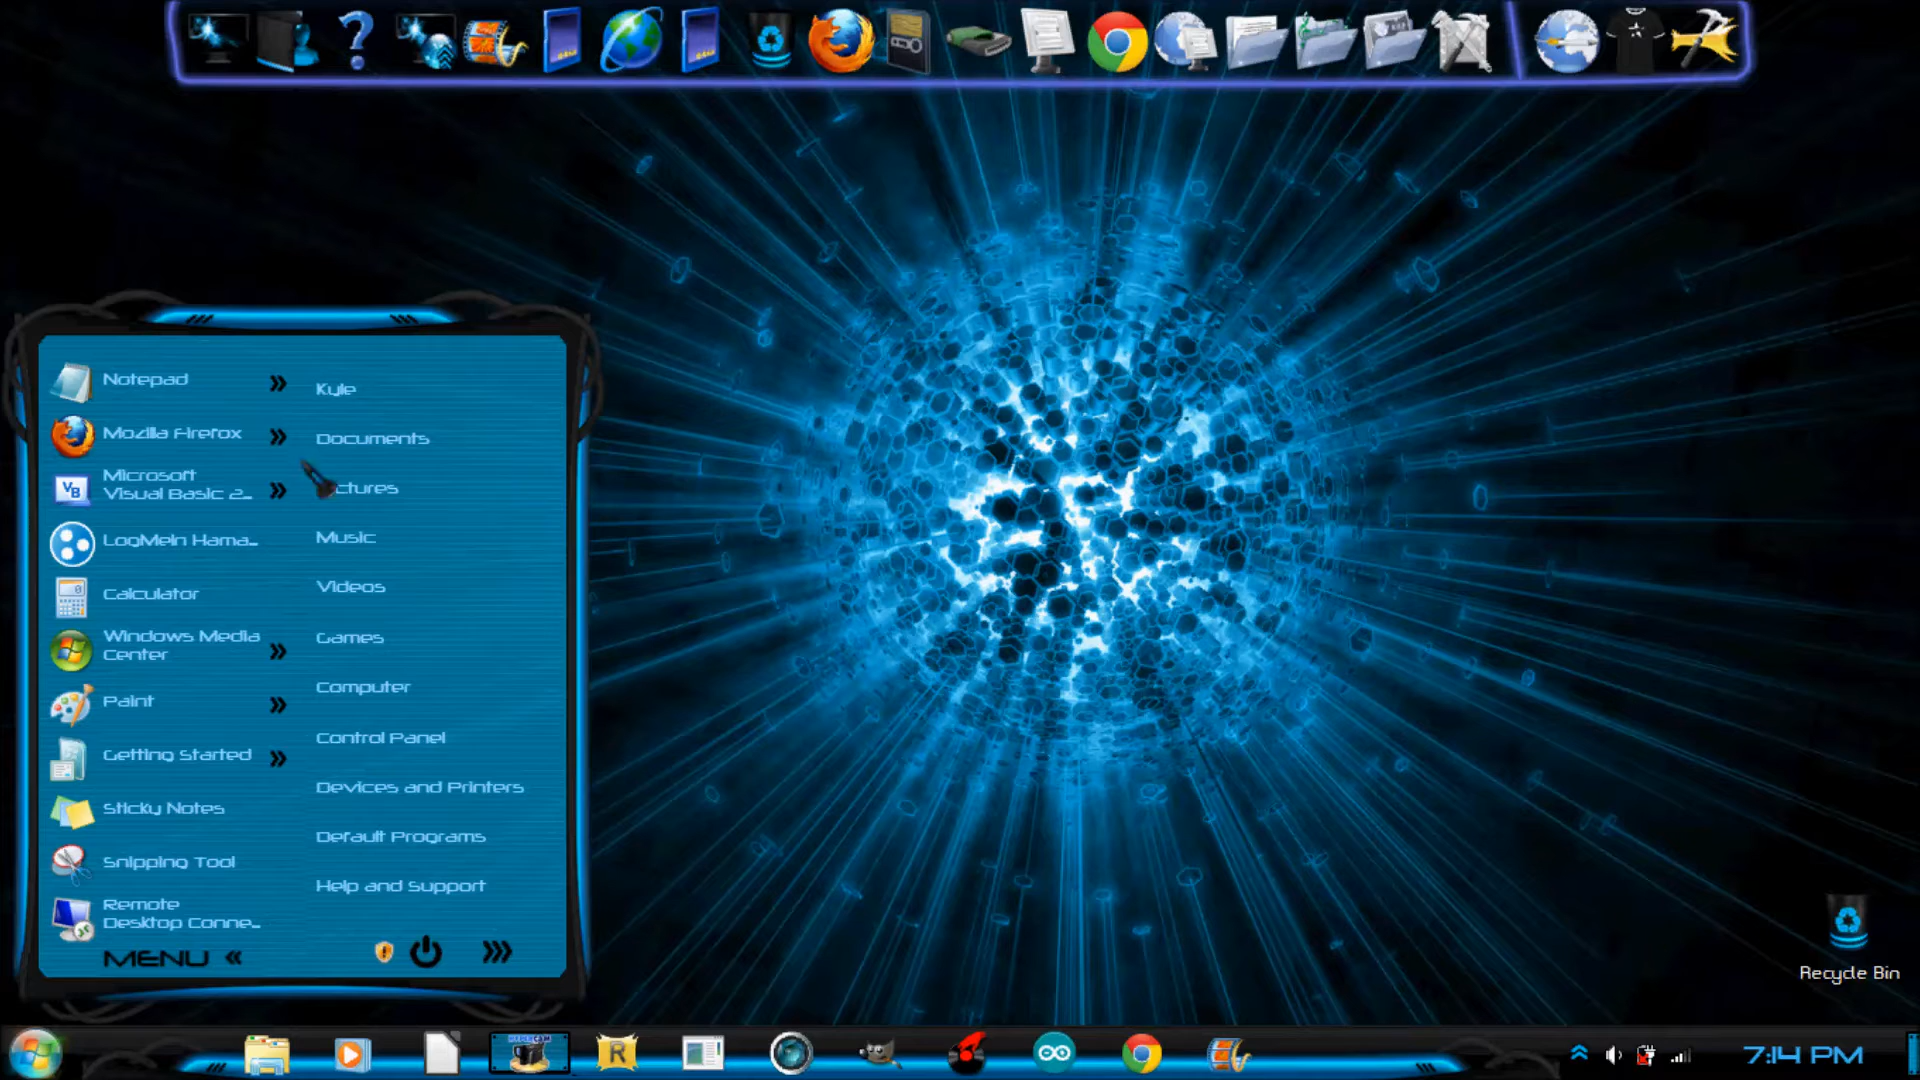 Notepad
Mozilla Firefox
Microsoft
Visual Basic 2...
LogMeIn Hama...
Calculator
Windows Media
Center
Paint
Getting Started
Sticky Notes
Snipping Tool
Remote
Desktop Conne...
MENU «
Kyle
Documents
ctures
Music
Videos
Games
Computer
Control Panel
Devices and Printers
Default Programs
Help and Support
Recycle Bin
VB
HYPERCAM
R
7:14 PM